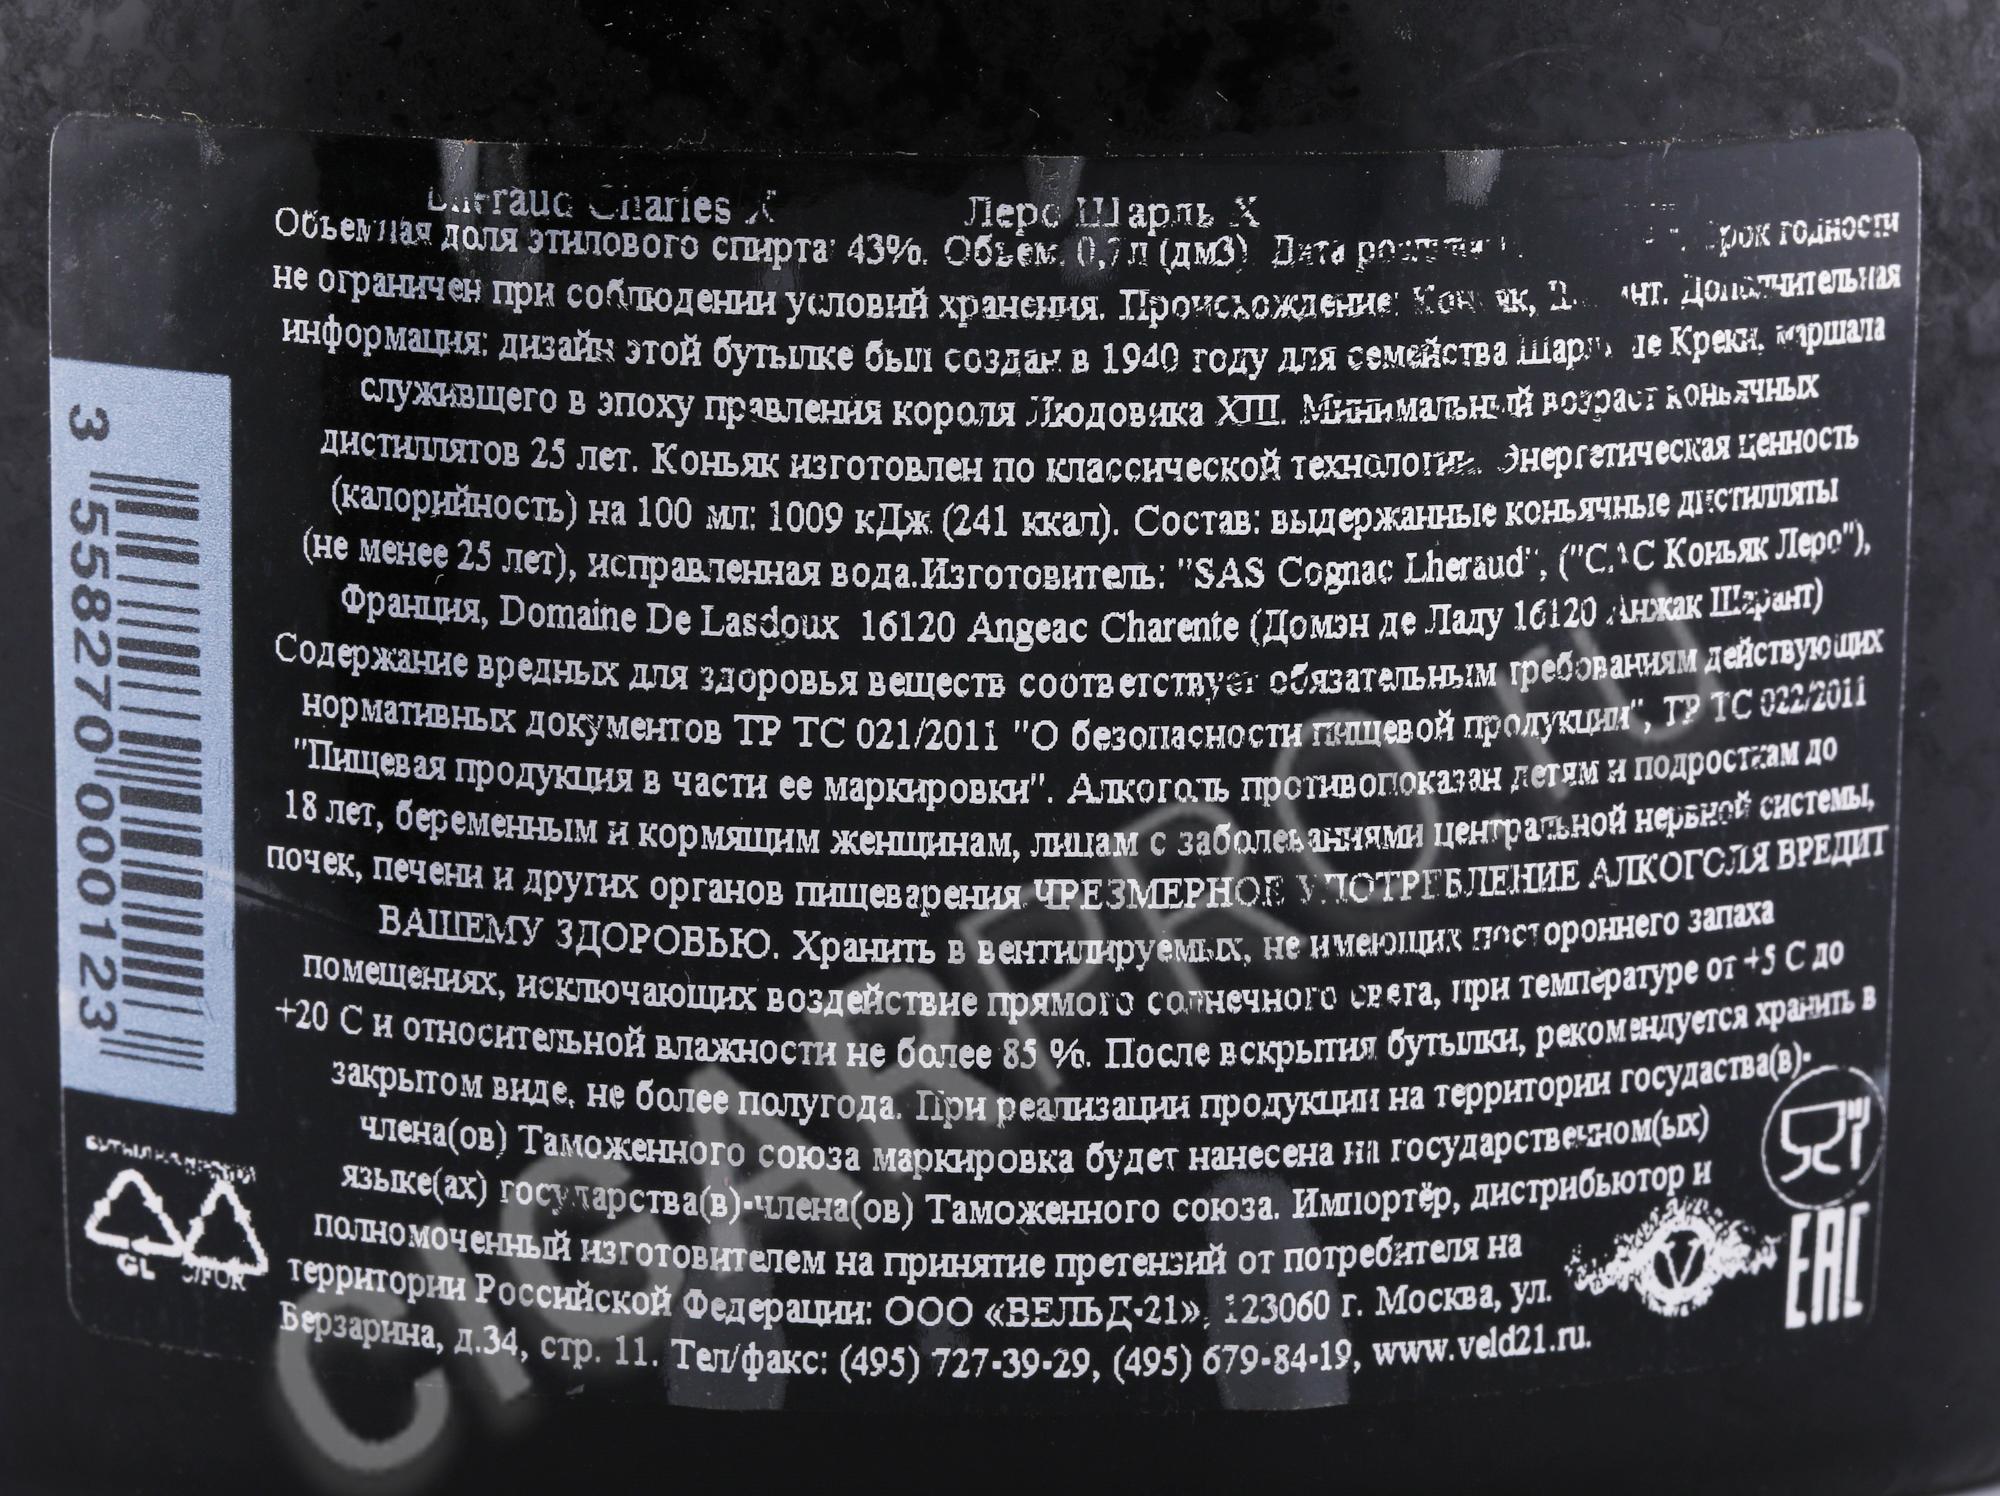 Lheraud Charles X Леро Шарль X
Объемная доля этилового спирта: 43%. Объем: 0,7л (дм3) Дата срок годности
не ограничен при соблюдении условий хранения. Происхождение: Коньяк, Дополнительная
информация: дизайн этой бутылке был создан в 1940 году для семейства Шарль де Креки, маршала
служившего в эпоху правления короля Людовика XIII. Минимальный возраст коньячных
дистиллятов 25 лет. Коньяк изготовлен по классической технологии. Энергетическая ценность
(калорийность) на 100 мл: 1009 кДж (241 ккал). Состав: выдержанные коньячные дистилляты
(не менее 25 лет), исправленная вода.Изготовитель: "SAS Cognac Lheraud", ("САС Коньяк Леро"),
Франция, Domaine De Lasdoux 16120 Angeac Charente (Домэн де Ладу 16120 Анжак Шарант)
Содержание вредных для здоровья веществ соответствует обязательным требованиям действующих
нормативных документов ТР ТС 021/2011 "О безопасности пищевой продукции", ТР ТС 022/2011
"Пищевая продукция в части ее маркировки". Алкоголь противопоказан детям и подросткам до
18 лет, беременным и кормящим женщинам, лицам с заболеваниями центральной нервной системы,
почек, печени и других органов пищеварения ЧРЕЗМЕРНОЕ УПОТРЕБЛЕНИЕ АЛКОГОЛЯ ВРЕДИТ
ВАШЕМУ ЗДОРОВЬЮ. Хранить в вентилируемых, не имеющих постороннего запаха
помещениях, исключающих воздействие прямого солнечного света, при температуре от +5 С до
+20 С и относительной влажности не более 85 %. После вскрытия бутылки, рекомендуется хранить в
закрытом виде, не более полугода. При реализации продукции на территории госудаства(в)-
члена(ов) Таможенного союза маркировка будет нанесена на государственном(ых)
языке(ах) государства(в)-члена(ов) Таможенного союза. Импортёр, дистрибьютор и
полномоченный изготовителем на принятие претензий от потребителя на
территории Российской Федерации: ООО «ВЕЛЬД-21», 123060 г. Москва, ул.
Берзарина, д.34, стр. 11. Тел/факс: (495) 727-39-29, (495) 679-84-19, www.veld21.ru.
3 558270 000123
GL
C/FOR
V
EAC
CIGARPRO.RU